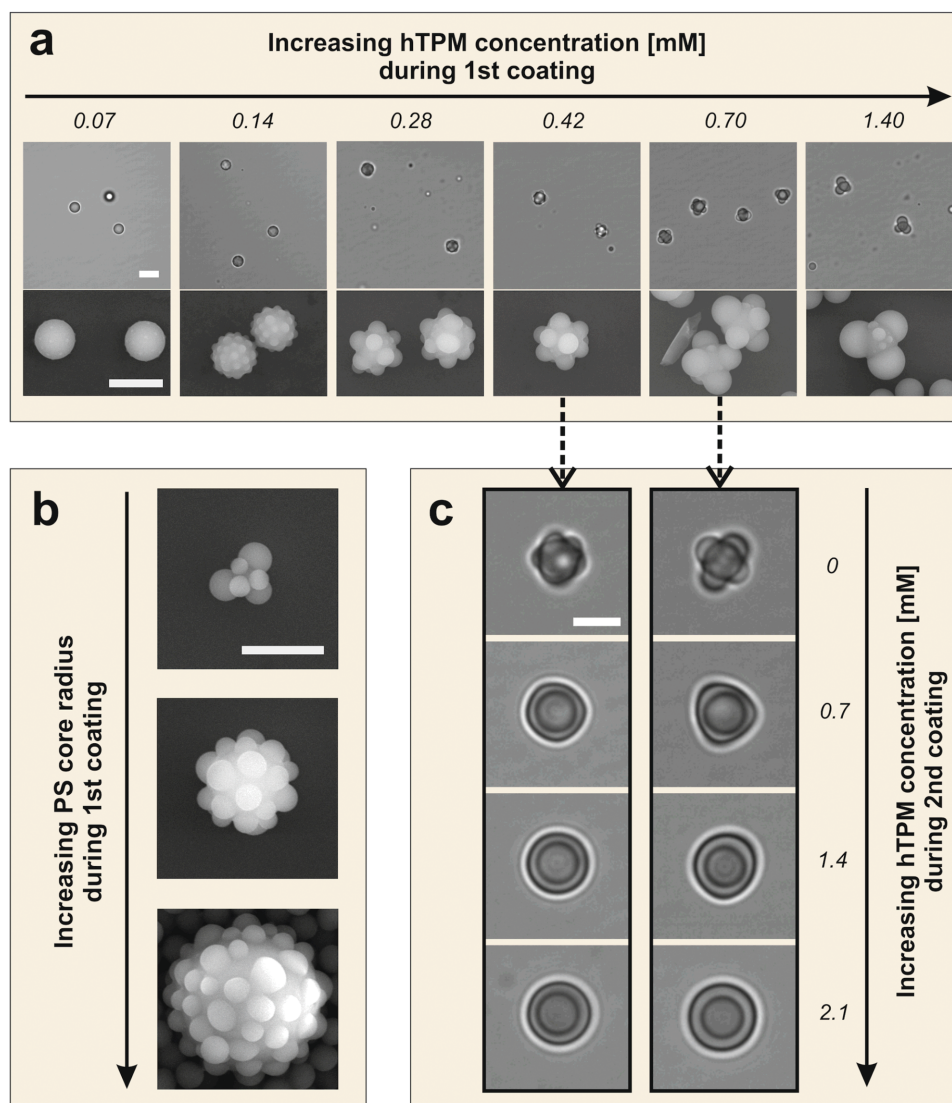 a
Increasing hTPM concentration [mM]
during 1st coating
0.07 0.14 0.28 0.42 0.70 1.40
b
Increasing PS core radius
during 1st coating
c
0
0.7
1.4
2.1
Increasing hTPM concentration [mM]
during 2nd coating